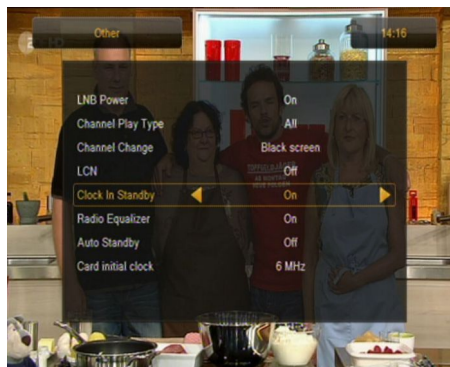 Other
14:16
HD
LNB Power On
Channel Play Type All
Channel Change Black screen
LCN Off
Clock In Standby On
Radio Equalizer On
Auto Standby Off
Card initial clock 6 MHz